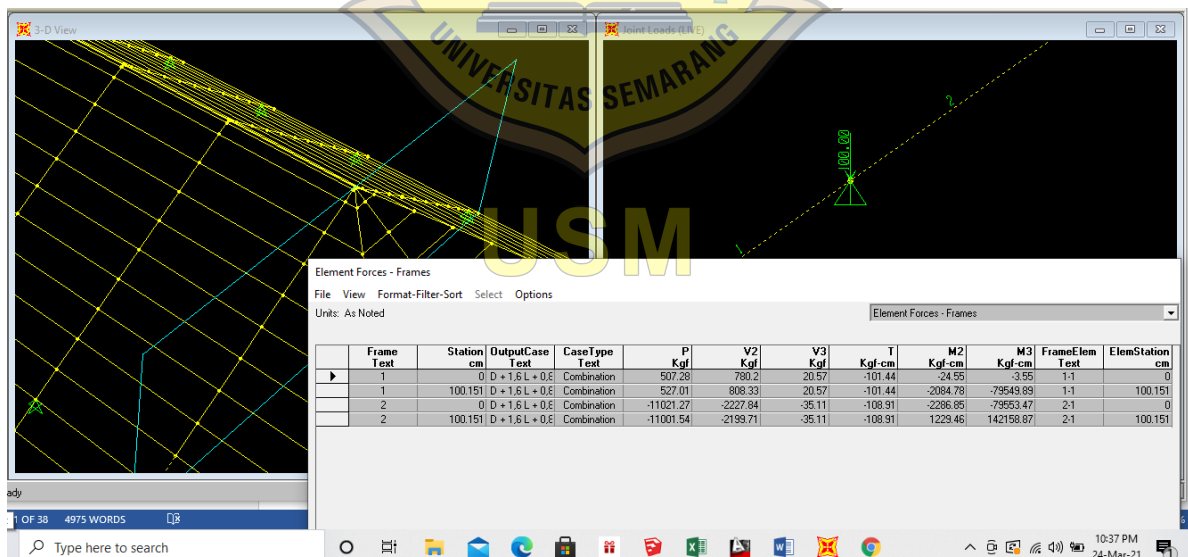 3-D View
Joint Loads (LIVE)
UNIVERSITAS SEMARANG
USM
100.00
1
2
Element Forces - Frames
File View Format-Filter-Sort Select Options
Units: As Noted
Element Forces - Frames
Frame Station OutputCase CaseType P V2 V3 T M2 M3 FrameElem ElemStation
Text cm Text Text Kgf Kgf Kgf Kgf-cm Kgf-cm Kgf-cm Text cm
1 0 D + 1,6 L + 0,8 Combination 507.28 780.2 20.57 -101.44 -24.55 -3.55 1-1 0
1 100.151 D + 1,6 L + 0,8 Combination 527.01 808.33 20.57 -101.44 -2084.78 -79549.89 1-1 100.151
2 0 D + 1,6 L + 0,8 Combination -11021.27 -2227.84 -35.11 -108.91 -2286.85 -79553.47 2-1 0
2 100.151 D + 1,6 L + 0,8 Combination -11001.54 -2199.71 -35.11 -108.91 1229.46 142158.87 2-1 100.151
ady
1 OF 38 4975 WORDS
Type here to search
10:37 PM
24-Mar-21